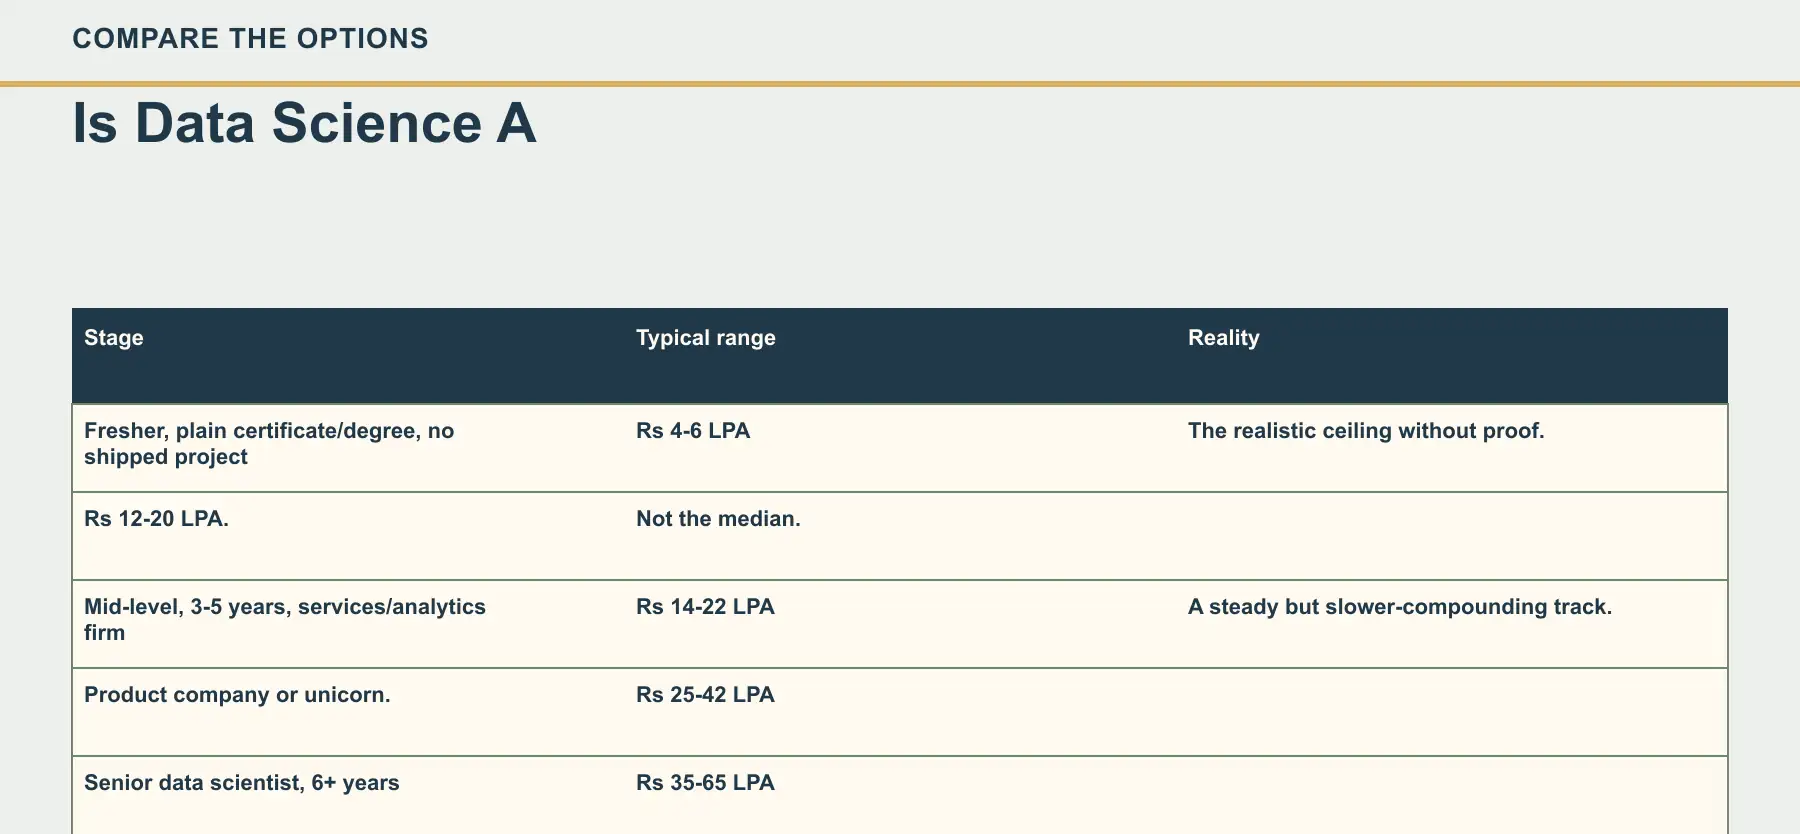 COMPARE THE OPTIONS
Is Data Science A
Stage Typical range Reality
Fresher, plain certificate/degree, no Rs 4-6 LPA The realistic ceiling without proof.
shipped project
Rs 12-20 LPA. Not the median.
Mid-level, 3-5 years, services/analytics Rs 14-22 LPA A steady but slower-compounding track.
firm
Product company or unicorn. Rs 25-42 LPA
Senior data scientist, 6+ years Rs 35-65 LPA